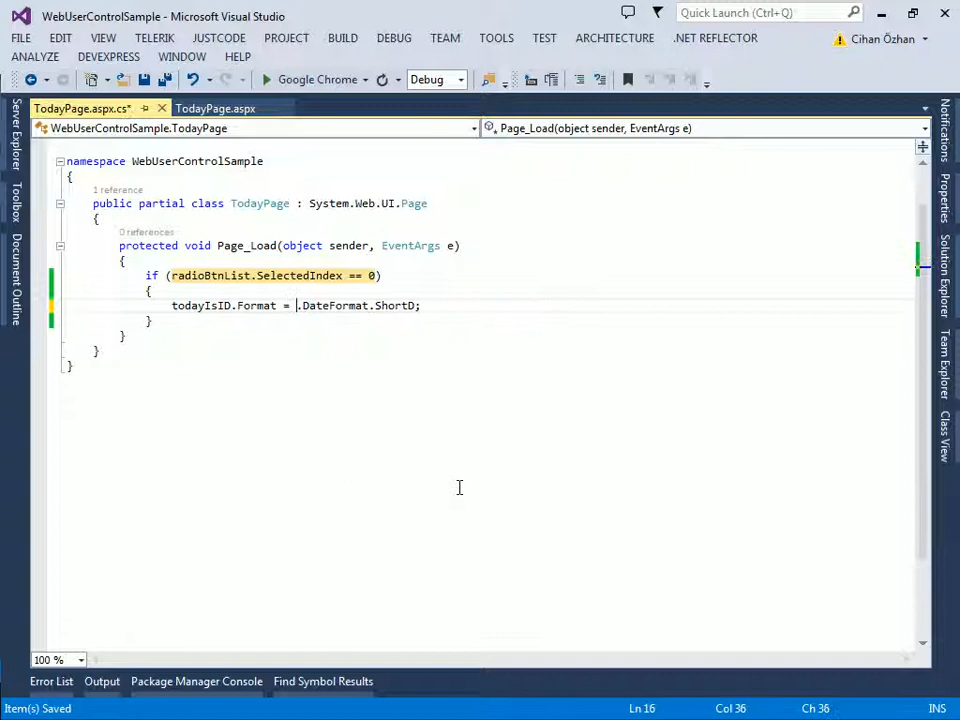 WebUserControlSample - Microsoft Visual Studio
Quick Launch (Ctrl+Q)
FILE EDIT VIEW TELERIK JUSTCODE PROJECT BUILD DEBUG TEAM TOOLS TEST ARCHITECTURE .NET REFLECTOR
Cihan Özhan
ANALYZE DEVEXPRESS WINDOW HELP
Google Chrome
Debug
TodayPage.aspx.cs*
TodayPage.aspx
WebUserControlSample.TodayPage
Page_Load(object sender, EventArgs e)
Server Explorer
Toolbox
Document Outline
namespace WebUserControlSample
{
1 reference
public partial class TodayPage : System.Web.UI.Page
{
0 references
protected void Page_Load(object sender, EventArgs e)
{
if (radioBtnList.SelectedIndex == 0)
{
todayIsID.Format = .DateFormat.ShortD;
}
}
}
}
Notifications
Properties
Solution Explorer
Team Explorer
Class View
100 %
Error List Output Package Manager Console Find Symbol Results
Item(s) Saved
Ln 16
Col 36
Ch 36
INS